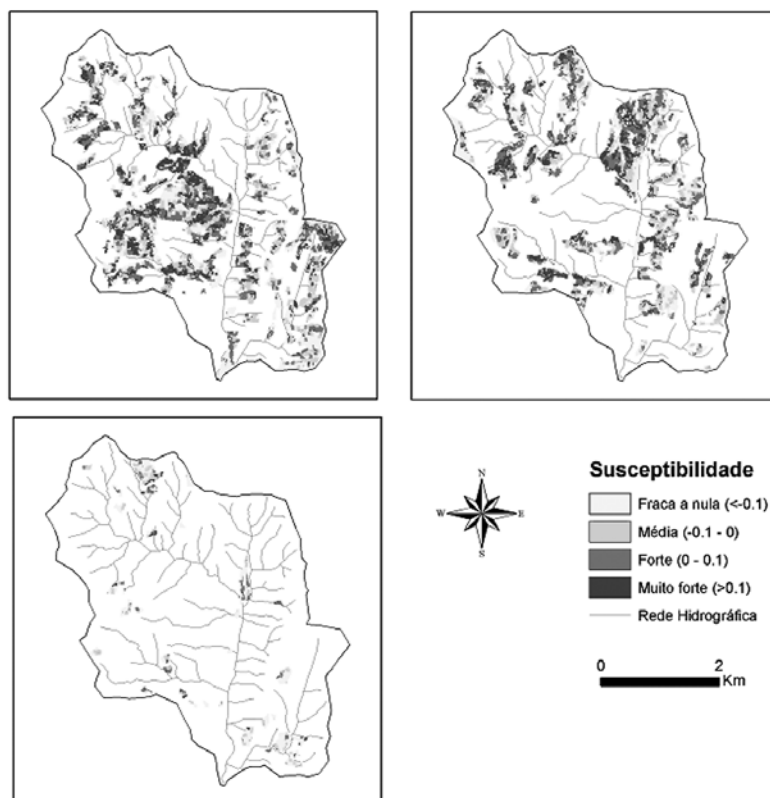 N
W
E
S
Susceptibilidade
Fraca a nula (<-0.1)
Média (-0.1 - 0)
Forte (0 - 0.1)
Muito forte (>0.1)
Rede Hidrográfica
0 2
Km